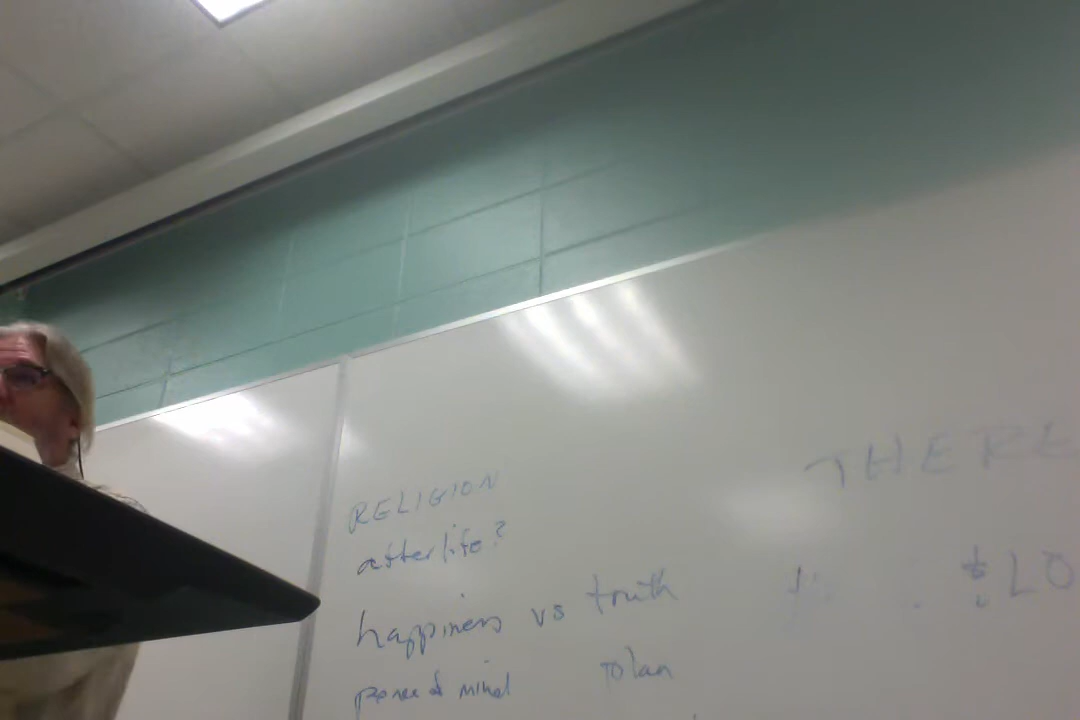 RELIGION
afterlife?
happiness vs truth
peace of mind
THERE
LO